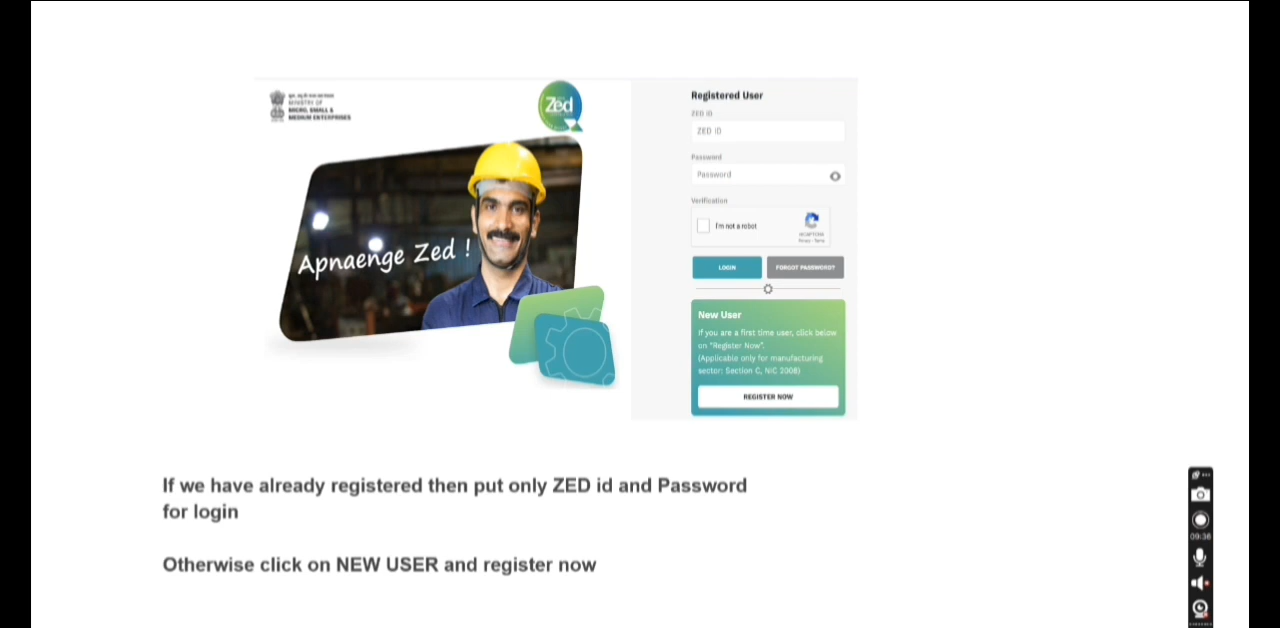 MINISTRY OF
MICRO, SMALL &
MEDIUM ENTERPRISES
Zed
Apnaenge Zed !
Registered User
ZED ID
ZED ID
Password
Password
Verification
I'm not a robot
reCAPTCHA
Privacy - Terms
LOGIN
FORGOT PASSWORD?
New User
If you are a first time user, click below
on "Register Now".
(Applicable only for manufacturing
sector: Section C, NIC 2008)
REGISTER NOW
If we have already registered then put only ZED id and Password
for login
Otherwise click on NEW USER and register now
09:36